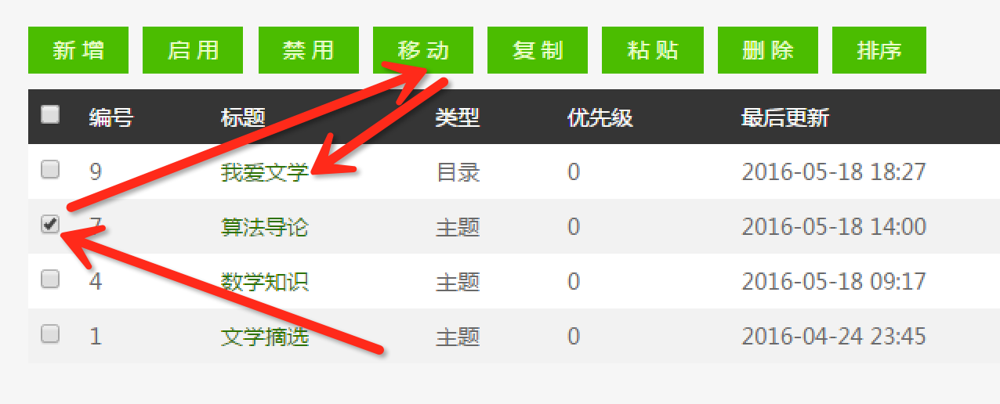 新 增 启 用 禁 用 移 动 复 制 粘 贴 删 除 排序
编号 标题 类型 优先级 最后更新
9 我爱文学 目录 0 2016-05-18 18:27
7 算法导论 主题 0 2016-05-18 14:00
4 数学知识 主题 0 2016-05-18 09:17
1 文学摘选 主题 0 2016-04-24 23:45